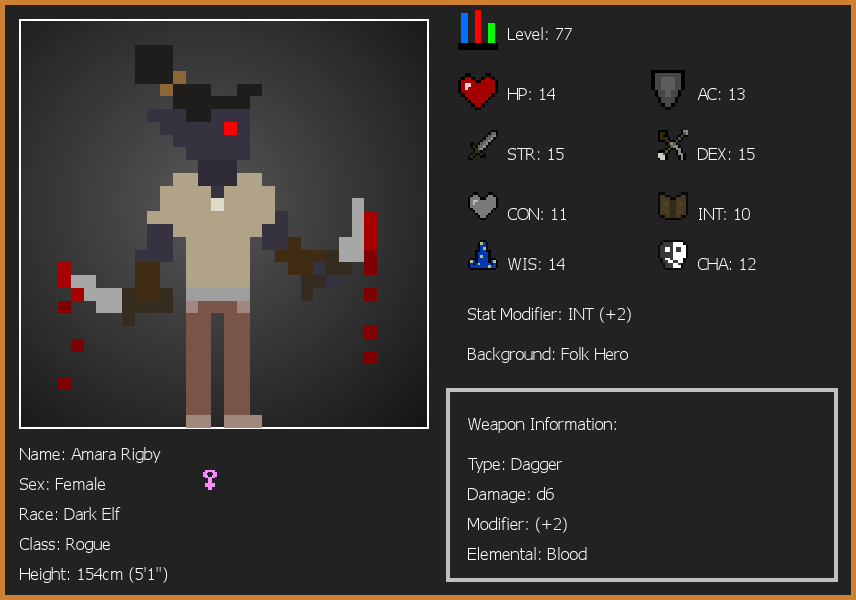 Level: 77
HP: 14
AC: 13
STR: 15
DEX: 15
CON: 11
INT: 10
WIS: 14
CHA: 12
Stat Modifier: INT (+2)
Background: Folk Hero
Weapon Information:
Type: Dagger
Damage: d6
Modifier: (+2)
Elemental: Blood
Name: Amara Rigby
Sex: Female
Race: Dark Elf
Class: Rogue
Height: 154cm (5'1")